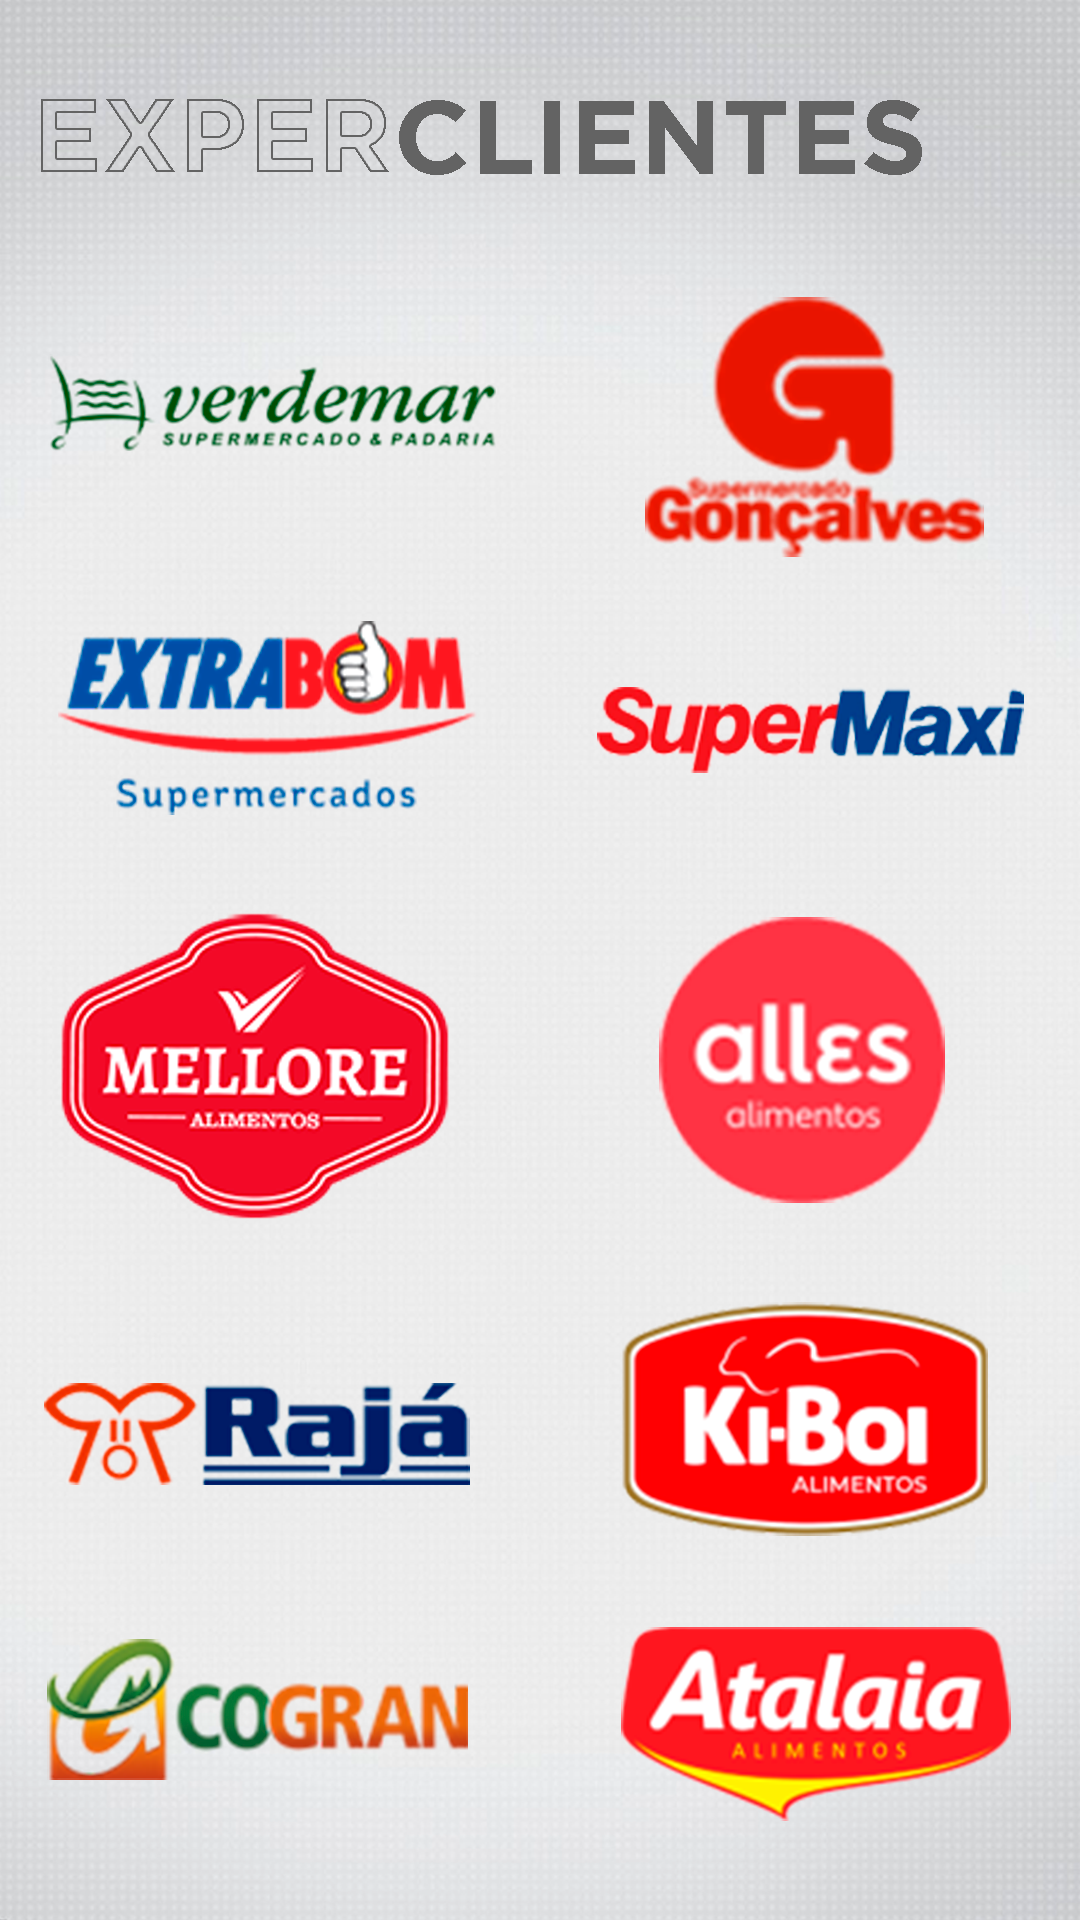 EXPERCLIENTES
verdemar
SUPERMERCADO & PADARIA
Supermercado
Gonçalves
EXTRABOM
Supermercados
SuperMaxi
MELLORE
ALIMENTOS
alles
alimentos
Rajá
Ki-Boi
ALIMENTOS
COGRAN
Atalaia
ALIMENTOS